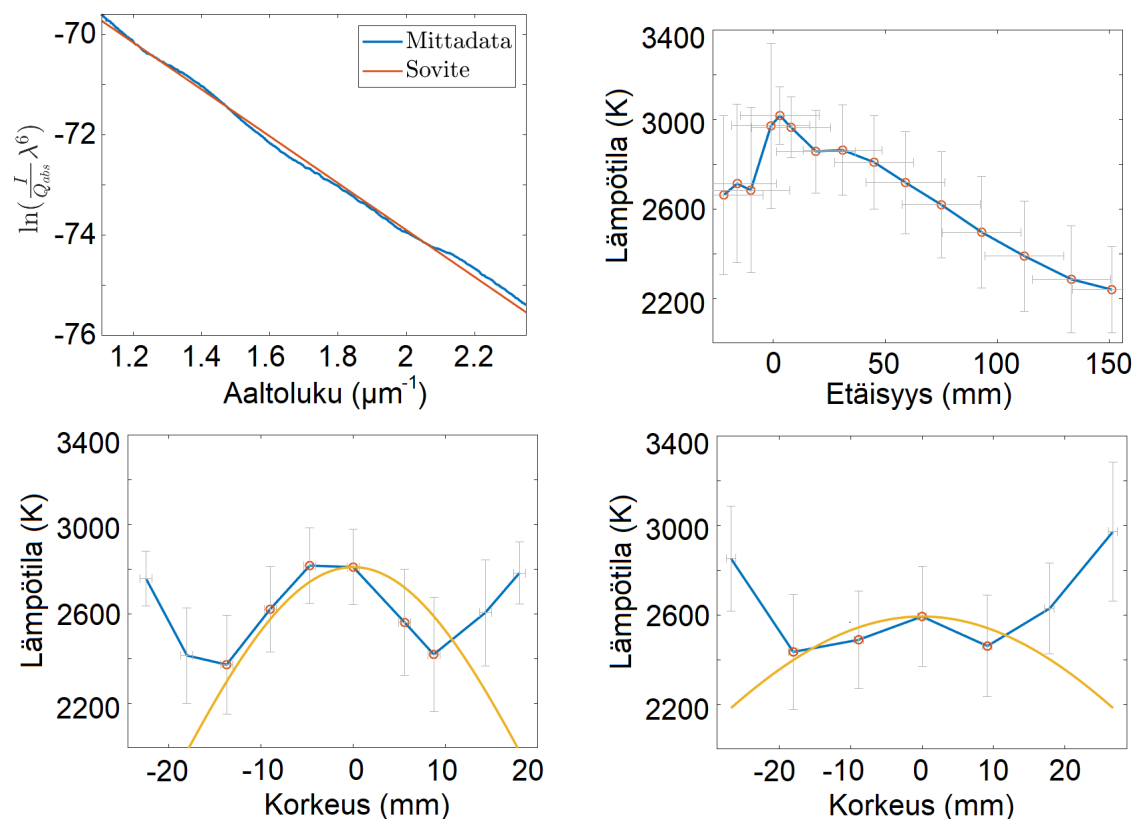 -70
-72
-74
-76
ln(I/Q_abs λ^6)
Mittadata
Sovite
1.2 1.4 1.6 1.8 2 2.2
Aaltoluku (µm^-1)
3400
3000
2600
2200
Lämpötila (K)
0 50 100 150
Etäisyys (mm)
3400
3000
2600
2200
Lämpötila (K)
-20 -10 0 10 20
Korkeus (mm)
3400
3000
2600
2200
Lämpötila (K)
-20 -10 0 10 20
Korkeus (mm)